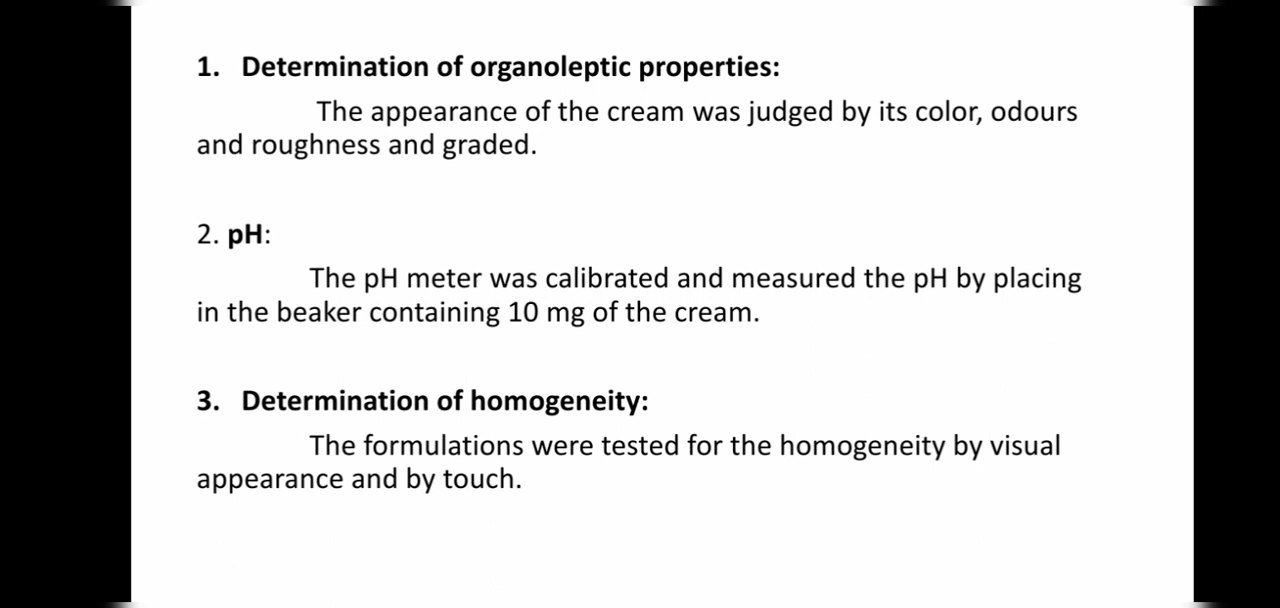 1. Determination of organoleptic properties:
The appearance of the cream was judged by its color, odours
and roughness and graded.
2. pH:
The pH meter was calibrated and measured the pH by placing
in the beaker containing 10 mg of the cream.
3. Determination of homogeneity:
The formulations were tested for the homogeneity by visual
appearance and by touch.